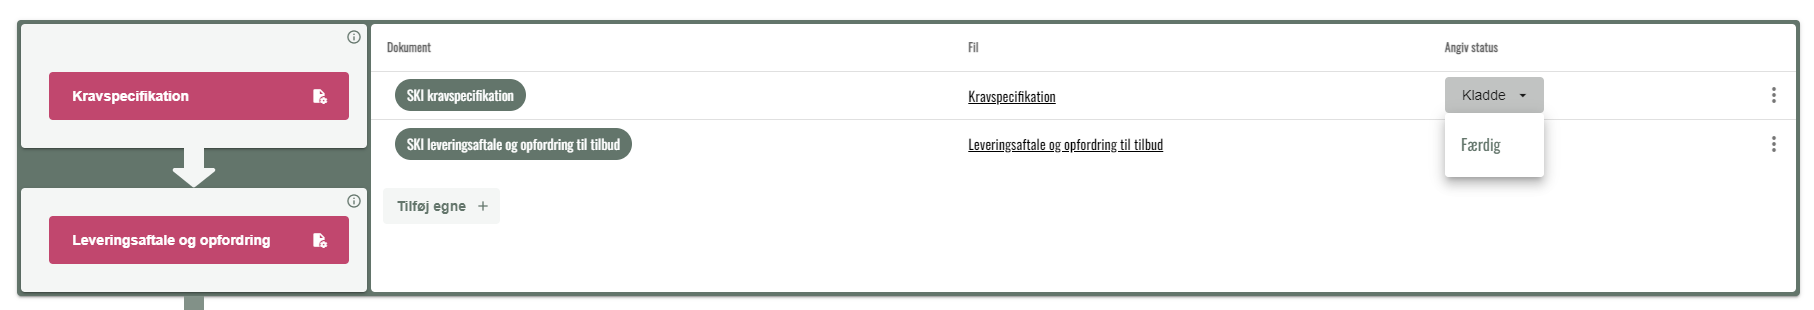 Kravspecifikation
Leveringsaftale og opfordring
Dokument Fil Angiv status
SKI kravspecifikation Kravspecifikation Kladde
SKI leveringsaftale og opfordring til tilbud Leveringsaftale og opfordring til tilbud Færdig
Tilføj egne +